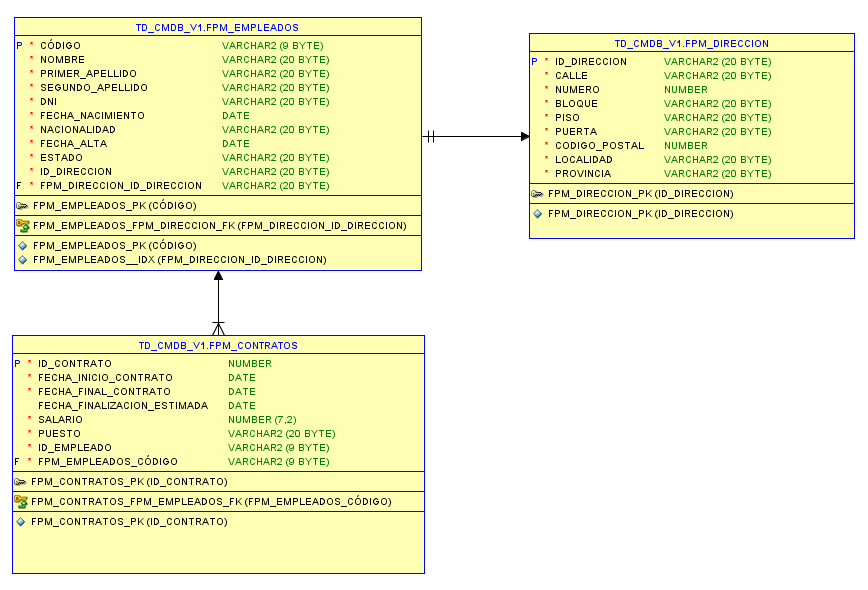 TD_CMDB_V1.FPM_EMPLEADOS
P * CÓDIGO VARCHAR2 (9 BYTE)
* NOMBRE VARCHAR2 (20 BYTE)
* PRIMER_APELLIDO VARCHAR2 (20 BYTE)
* SEGUNDO_APELLIDO VARCHAR2 (20 BYTE)
* DNI VARCHAR2 (20 BYTE)
* FECHA_NACIMIENTO DATE
* NACIONALIDAD VARCHAR2 (20 BYTE)
* FECHA_ALTA DATE
* ESTADO VARCHAR2 (20 BYTE)
* ID_DIRECCION VARCHAR2 (20 BYTE)
F * FPM_DIRECCION_ID_DIRECCION VARCHAR2 (20 BYTE)
FPM_EMPLEADOS_PK (CÓDIGO)
FPM_EMPLEADOS_FPM_DIRECCION_FK (FPM_DIRECCION_ID_DIRECCION)
FPM_EMPLEADOS_PK (CÓDIGO)
FPM_EMPLEADOS__IDX (FPM_DIRECCION_ID_DIRECCION)
TD_CMDB_V1.FPM_DIRECCION
P * ID_DIRECCION VARCHAR2 (20 BYTE)
* CALLE VARCHAR2 (20 BYTE)
* NUMERO NUMBER
* BLOQUE VARCHAR2 (20 BYTE)
* PISO VARCHAR2 (20 BYTE)
* PUERTA VARCHAR2 (20 BYTE)
* CODIGO_POSTAL NUMBER
* LOCALIDAD VARCHAR2 (20 BYTE)
* PROVINCIA VARCHAR2 (20 BYTE)
FPM_DIRECCION_PK (ID_DIRECCION)
FPM_DIRECCION_PK (ID_DIRECCION)
TD_CMDB_V1.FPM_CONTRATOS
P * ID_CONTRATO NUMBER
* FECHA_INICIO_CONTRATO DATE
* FECHA_FINAL_CONTRATO DATE
FECHA_FINALIZACION_ESTIMADA DATE
* SALARIO NUMBER (7,2)
* PUESTO VARCHAR2 (20 BYTE)
* ID_EMPLEADO VARCHAR2 (9 BYTE)
F * FPM_EMPLEADOS_CÓDIGO VARCHAR2 (9 BYTE)
FPM_CONTRATOS_PK (ID_CONTRATO)
FPM_CONTRATOS_FPM_EMPLEADOS_FK (FPM_EMPLEADOS_CÓDIGO)
FPM_CONTRATOS_PK (ID_CONTRATO)